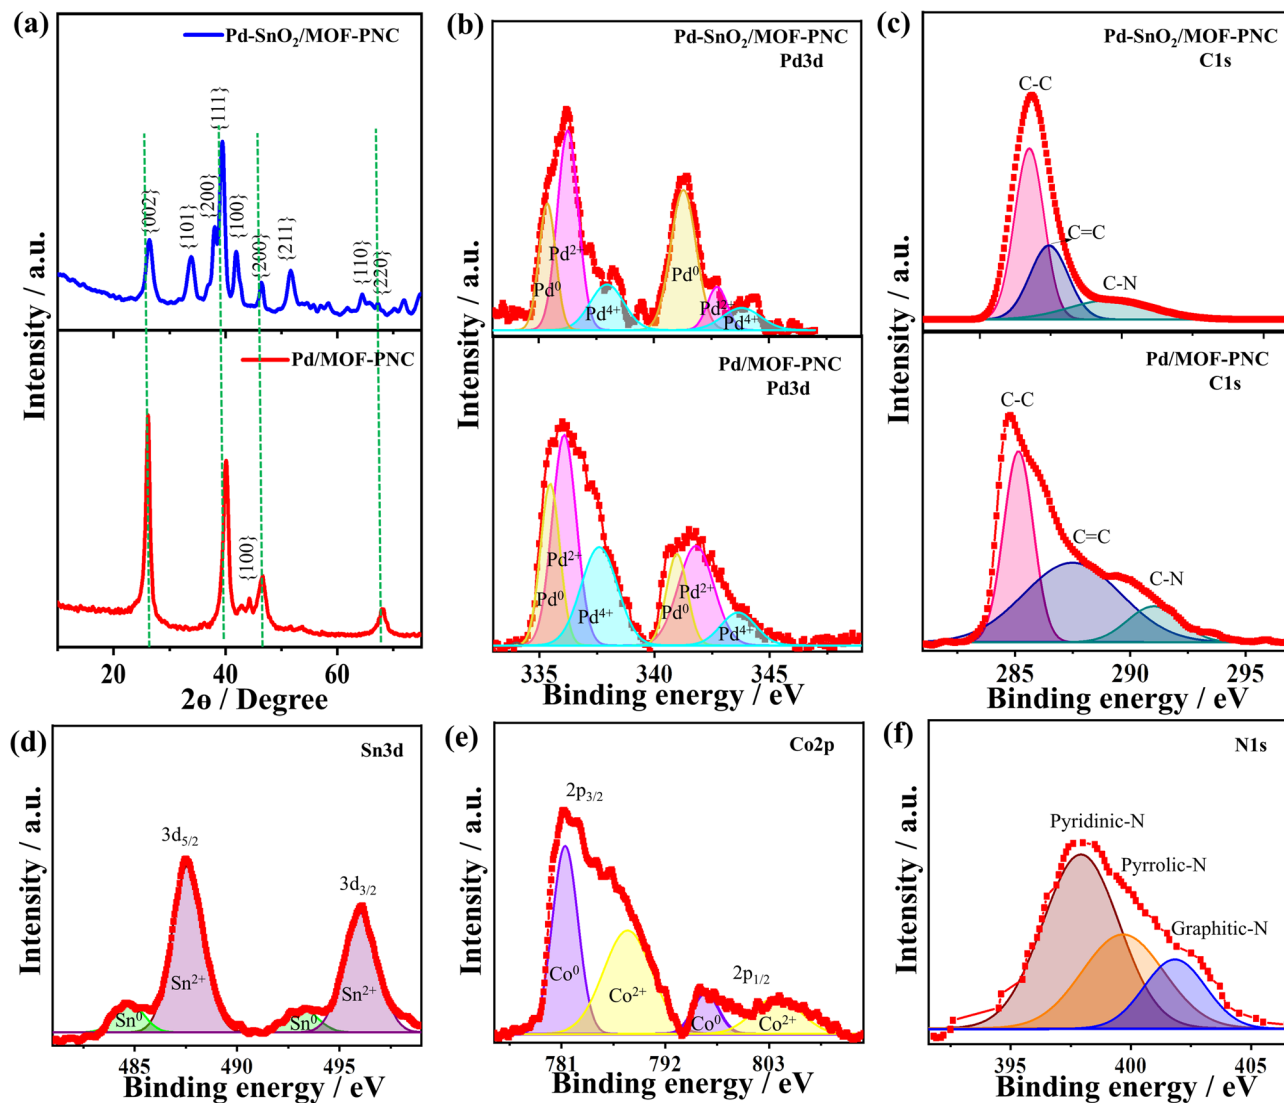 (a)
Pd-SnO₂/MOF-PNC
{002}
{101}
{200}
{111}
{100}
{200}
{211}
{110}
{220}
Intensity / a.u.
Pd/MOF-PNC
{100}
Intensity / a.u.
20 40 60
2ɵ / Degree
(b)
Pd-SnO₂/MOF-PNC
Pd3d
Pd⁰
Pd²⁺
Pd⁴⁺
Pd⁰
Pd²⁺
Pd⁴⁺
Intensity / a.u.
Pd/MOF-PNC
Pd3d
Pd⁰
Pd²⁺
Pd⁴⁺
Pd⁰
Pd²⁺
Pd⁴⁺
Intensity / a.u.
335 340 345
Binding energy / eV
(c)
Pd-SnO₂/MOF-PNC
C1s
C-C
C=C
C-N
Intensity / a.u.
Pd/MOF-PNC
C1s
C-C
C=C
C-N
Intensity / a.u.
285 290 295
Binding energy / eV
(d)
Sn3d
3d₅/₂
3d₃/₂
Sn⁰
Sn²⁺
Sn⁰
Sn²⁺
Intensity / a.u.
485 490 495
Binding energy / eV
(e)
Co2p
2p₃/₂
2p₁/₂
Co⁰
Co²⁺
Co⁰
Co²⁺
Intensity / a.u.
781 792 803
Binding energy / eV
(f)
N1s
Pyridinic-N
Pyrrolic-N
Graphitic-N
Intensity / a.u.
395 400 405
Binding energy / eV